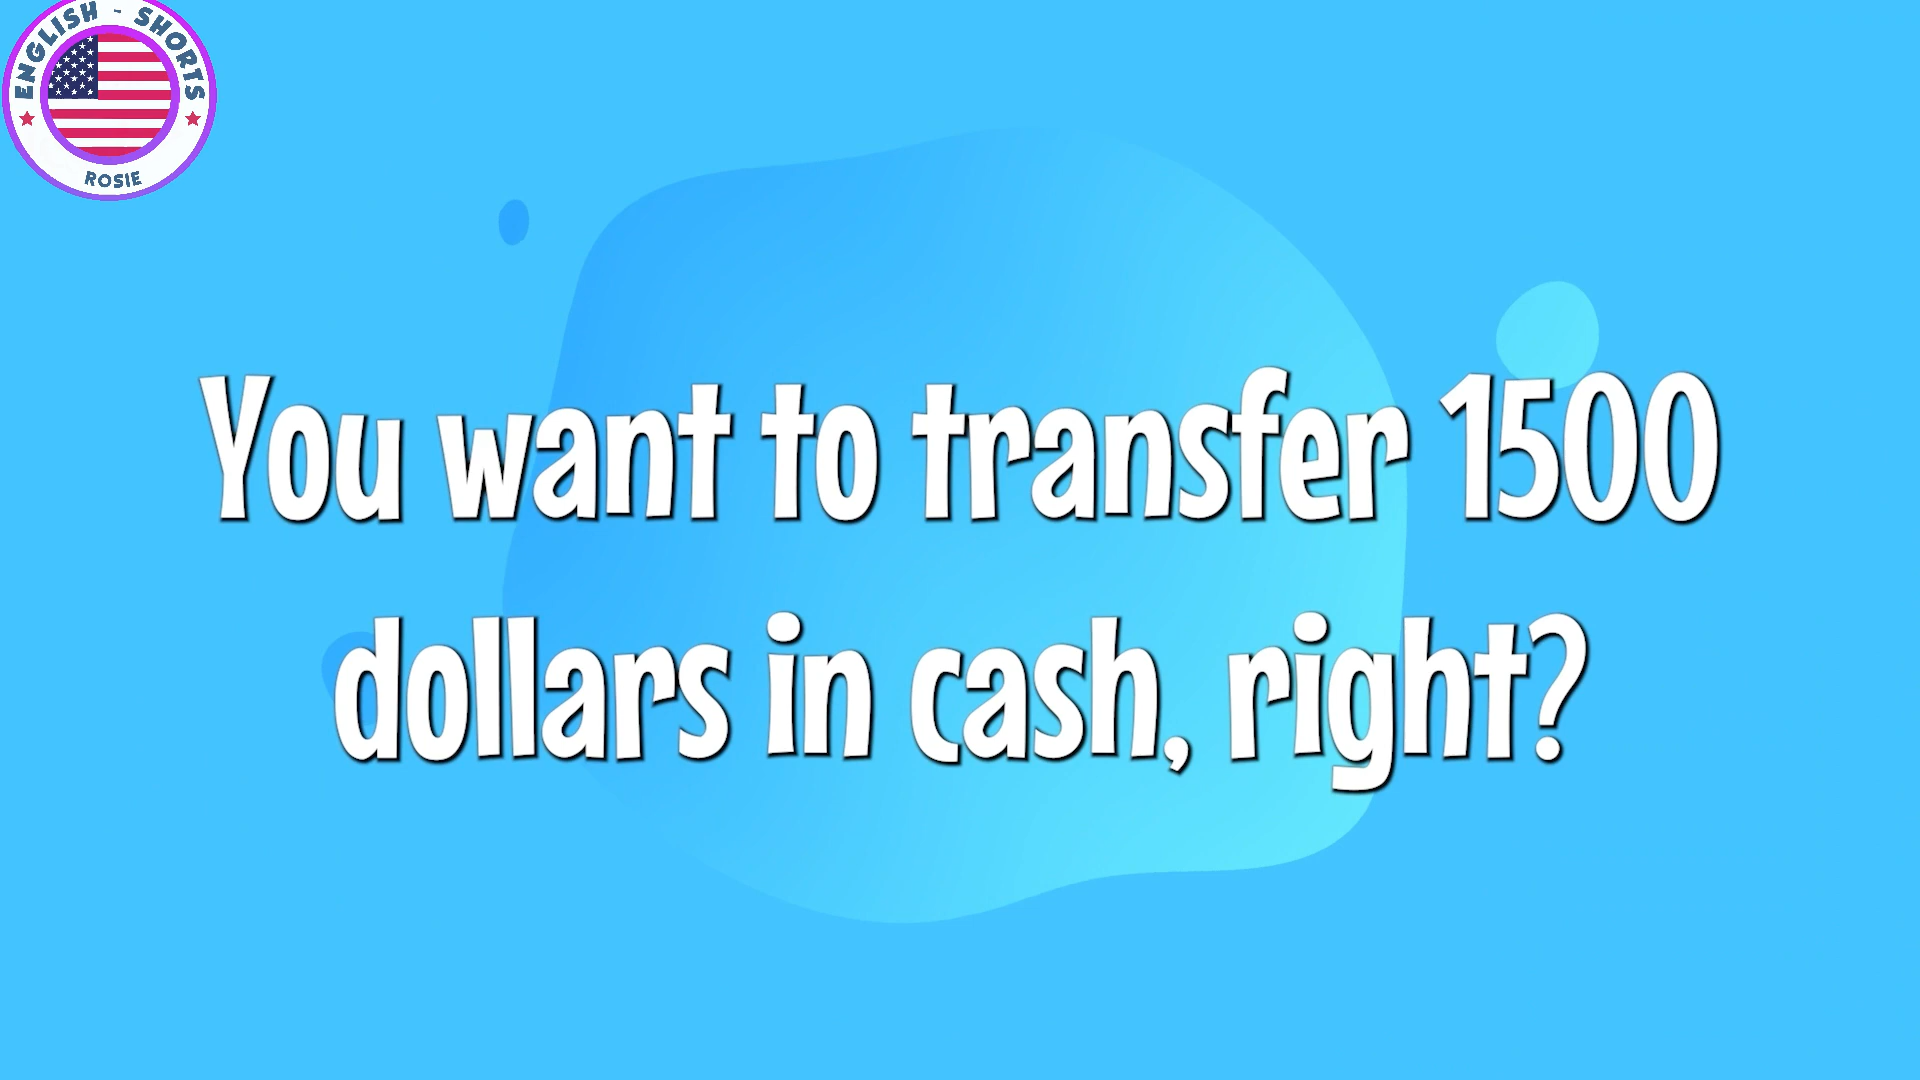 ENGLISH - SHORTS
ROSIE
You want to transfer 1500
dollars in cash, right?